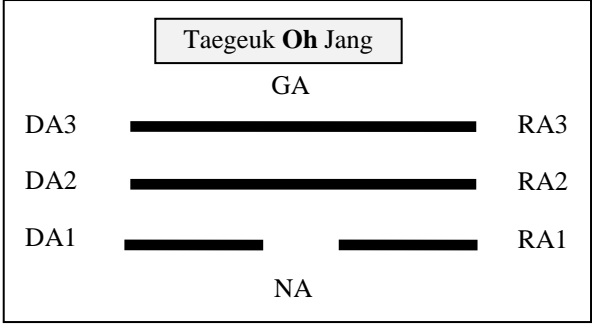 Taegeuk Oh Jang
GA
DA3 RA3
DA2 RA2
DA1 RA1
NA